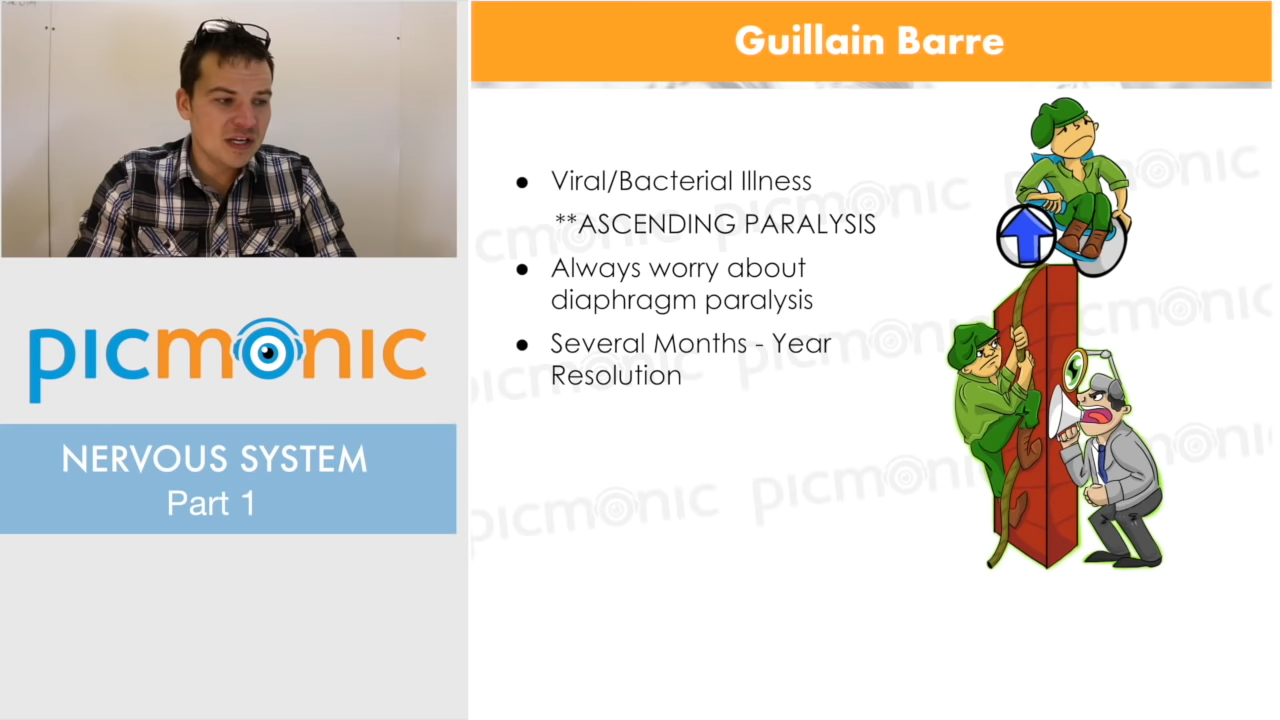 Guillain Barre
● Viral/Bacterial Illness
**ASCENDING PARALYSIS
● Always worry about
diaphragm paralysis
● Several Months - Year
Resolution
picmonic
NERVOUS SYSTEM
Part 1